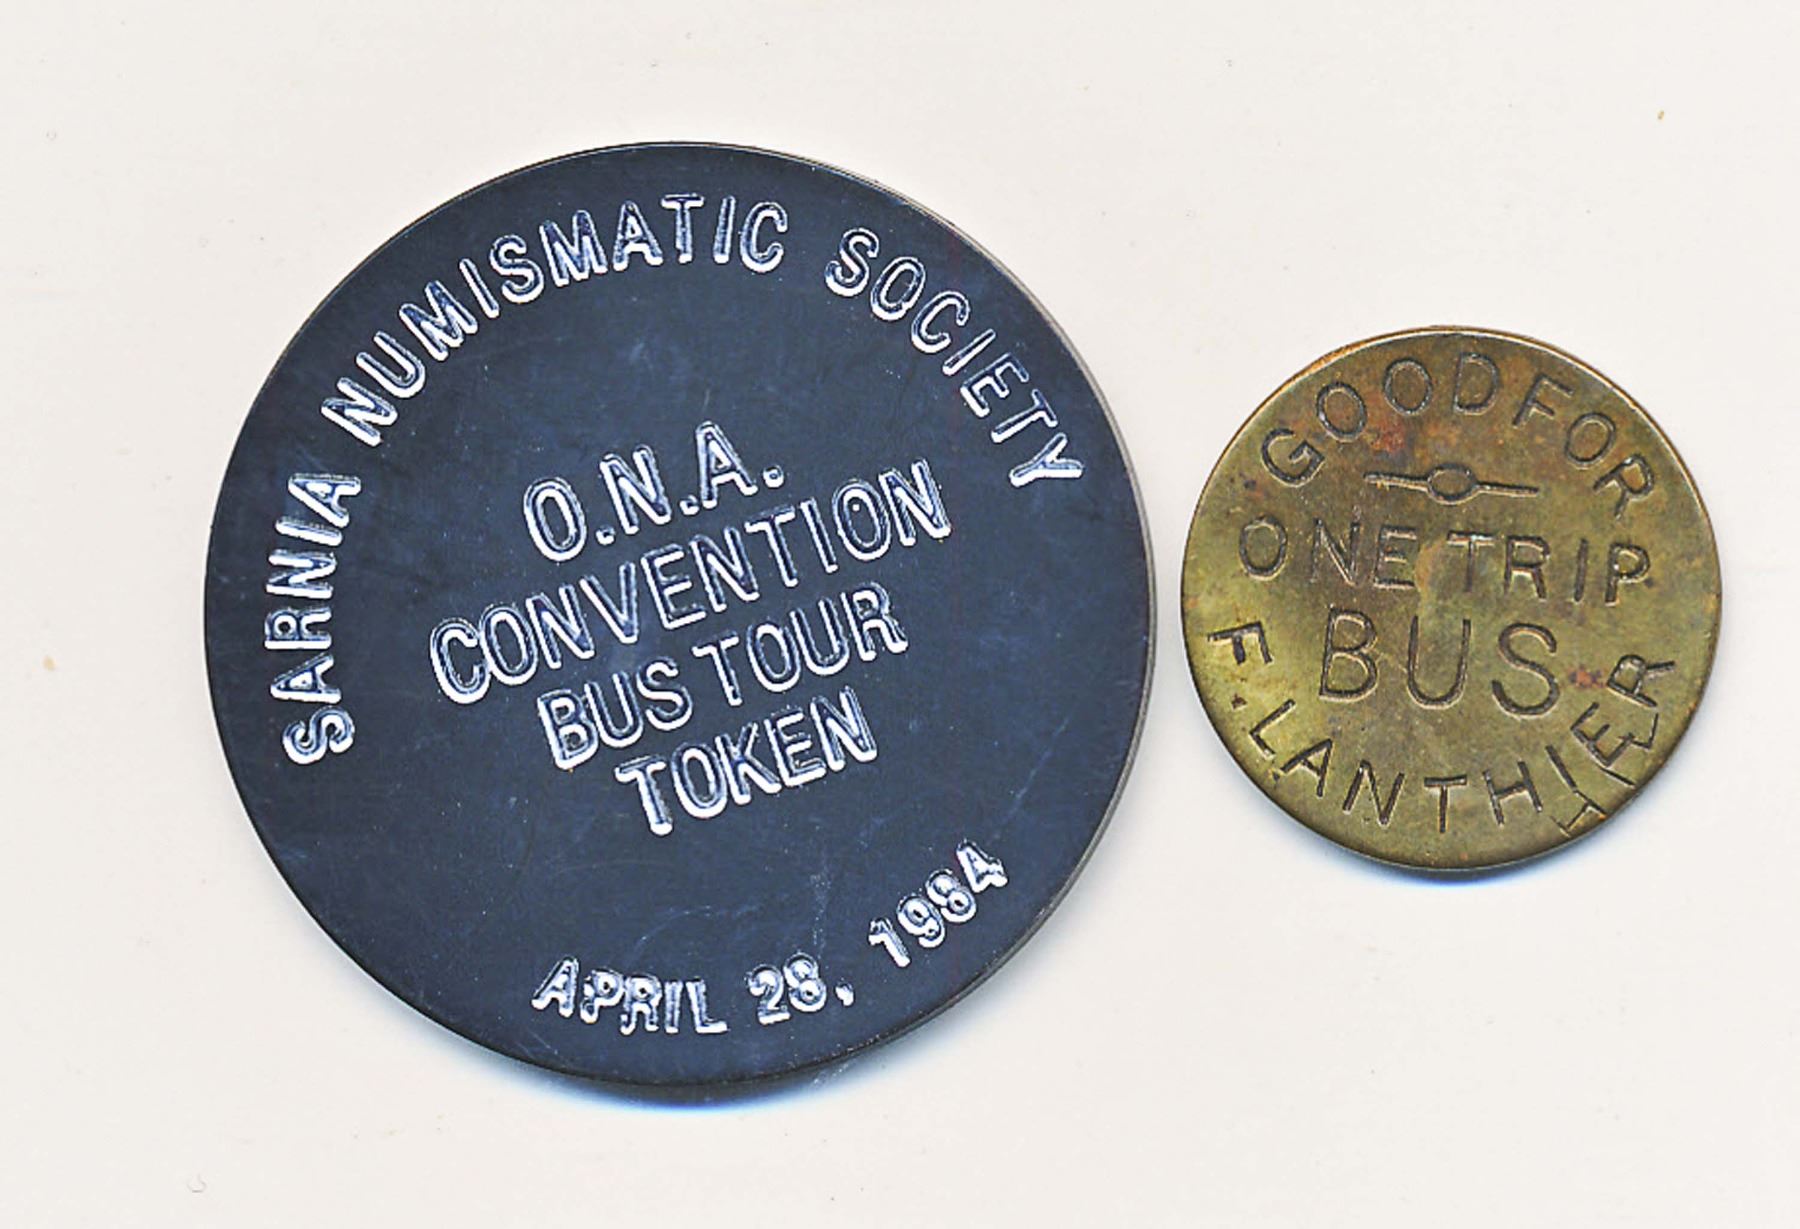 SARNIA NUMISMATIC SOCIETY
O.N.A.
CONVENTION
BUS TOUR
TOKEN
APRIL 28, 1984
GOOD FOR
ONE TRIP
BUS
F. LANTHIER